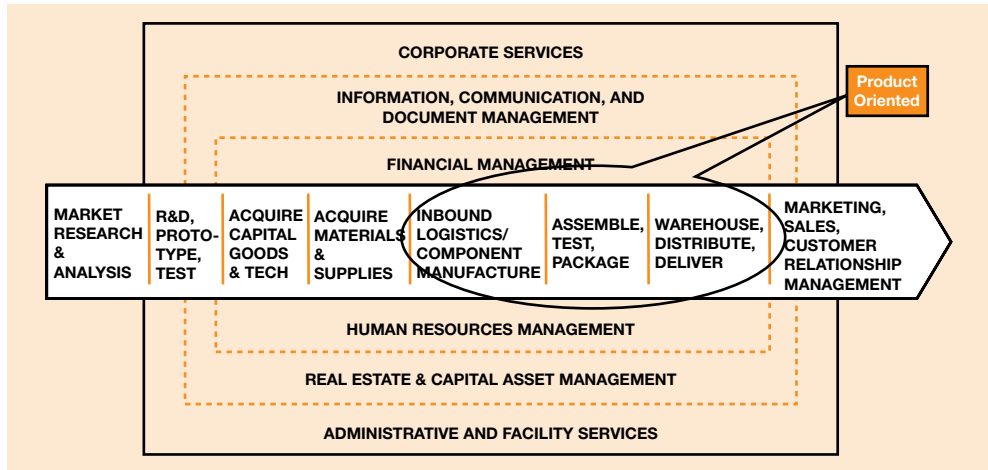 CORPORATE SERVICES
Product
Oriented
INFORMATION, COMMUNICATION, AND
DOCUMENT MANAGEMENT
FINANCIAL MANAGEMENT
MARKET
RESEARCH
&
ANALYSIS
R&D,
PROTO-
TYPE,
TEST
ACQUIRE
CAPITAL
GOODS
& TECH
ACQUIRE
MATERIALS
&
SUPPLIES
INBOUND
LOGISTICS/
COMPONENT
MANUFACTURE
ASSEMBLE,
TEST,
PACKAGE
WAREHOUSE,
DISTRIBUTE,
DELIVER
MARKETING,
SALES,
CUSTOMER
RELATIONSHIP
MANAGEMENT
HUMAN RESOURCES MANAGEMENT
REAL ESTATE & CAPITAL ASSET MANAGEMENT
ADMINISTRATIVE AND FACILITY SERVICES